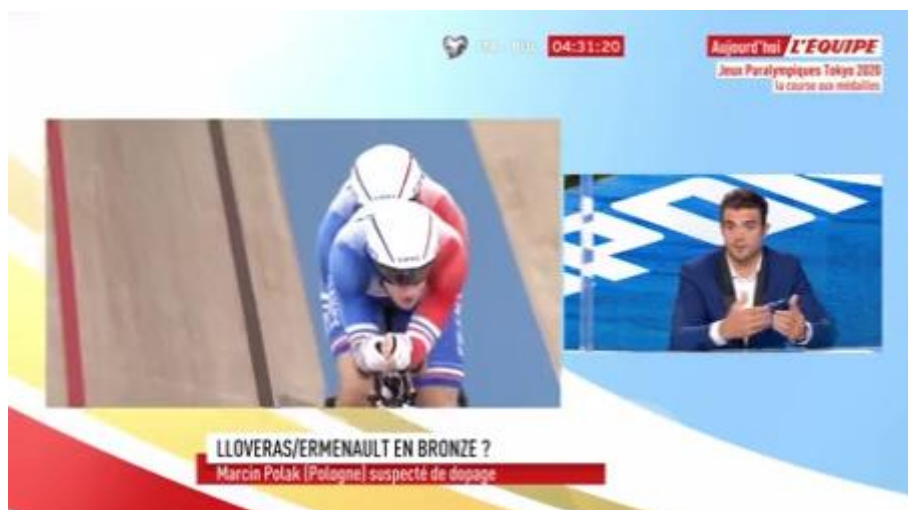 04:31:20
Aujourd'hui L'ÉQUIPE
Jeux Paralympiques Tokyo 2020
la course aux médailles
LLOVERAS/ERMENAULT EN BRONZE ?
Marcin Polak (Pologne) suspecté de dopage